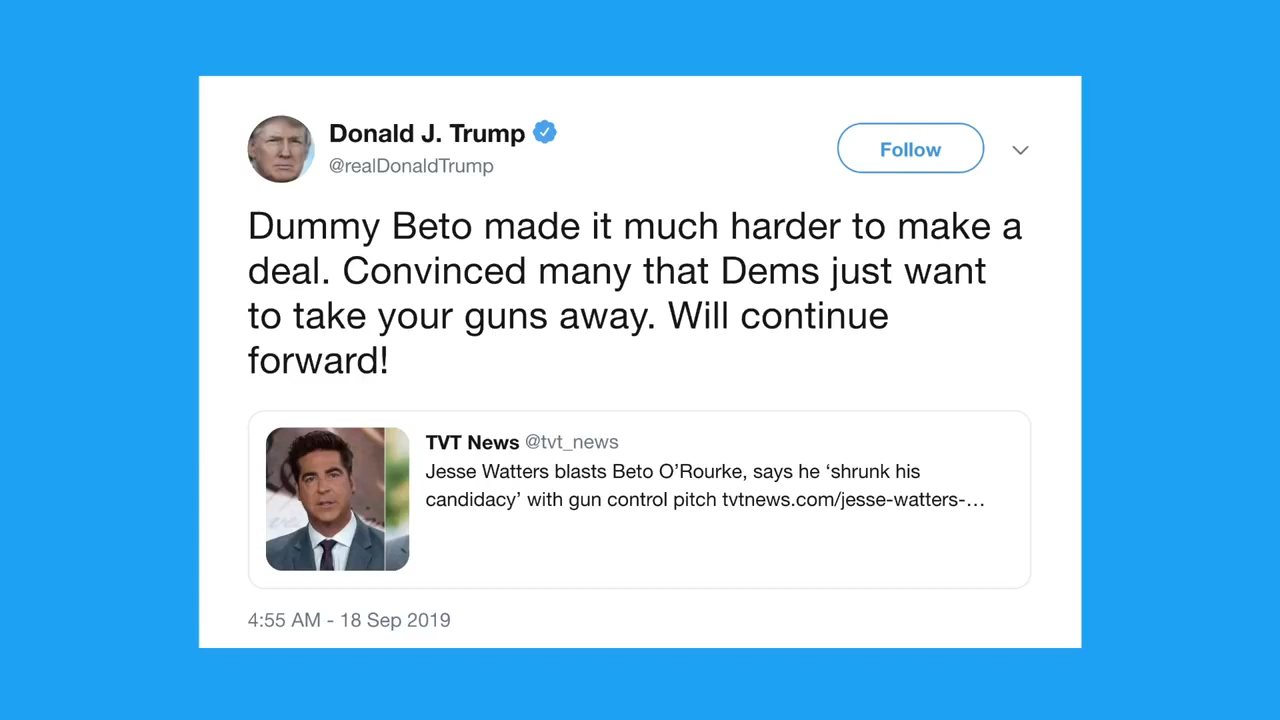 Donald J. Trump
@realDonaldTrump
Follow
Dummy Beto made it much harder to make a
deal. Convinced many that Dems just want
to take your guns away. Will continue
forward!
TVT News @tvt_news
Jesse Watters blasts Beto O’Rourke, says he ‘shrunk his
candidacy’ with gun control pitch tvtnews.com/jesse-watters-…
4:55 AM - 18 Sep 2019